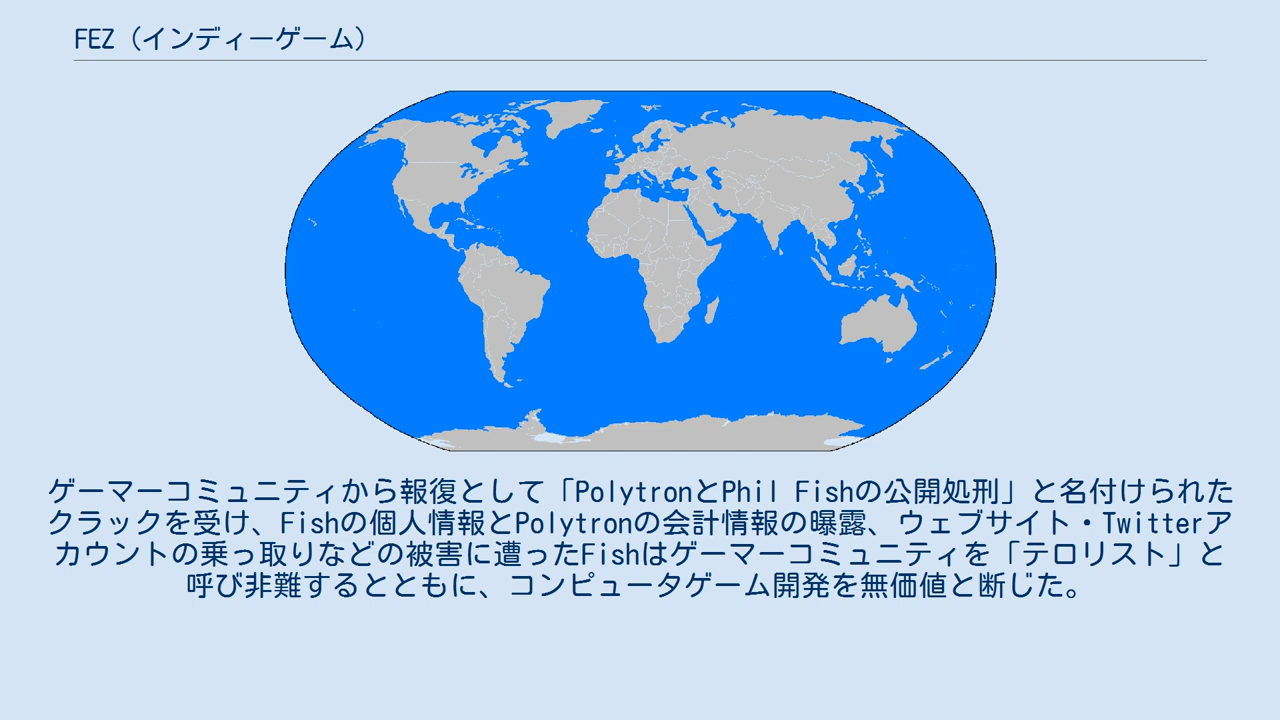 FEZ（インディーゲーム）
ゲーマーコミュニティから報復として「PolytronとPhil Fishの公開処刑」と名付けられた
クラックを受け、Fishの個人情報とPolytronの会計情報の曝露、ウェブサイト・Twitterア
カウントの乗っ取りなどの被害に遭ったFishはゲーマーコミュニティを「テロリスト」と
呼び非難するとともに、コンピュータゲーム開発を無価値と断じた。